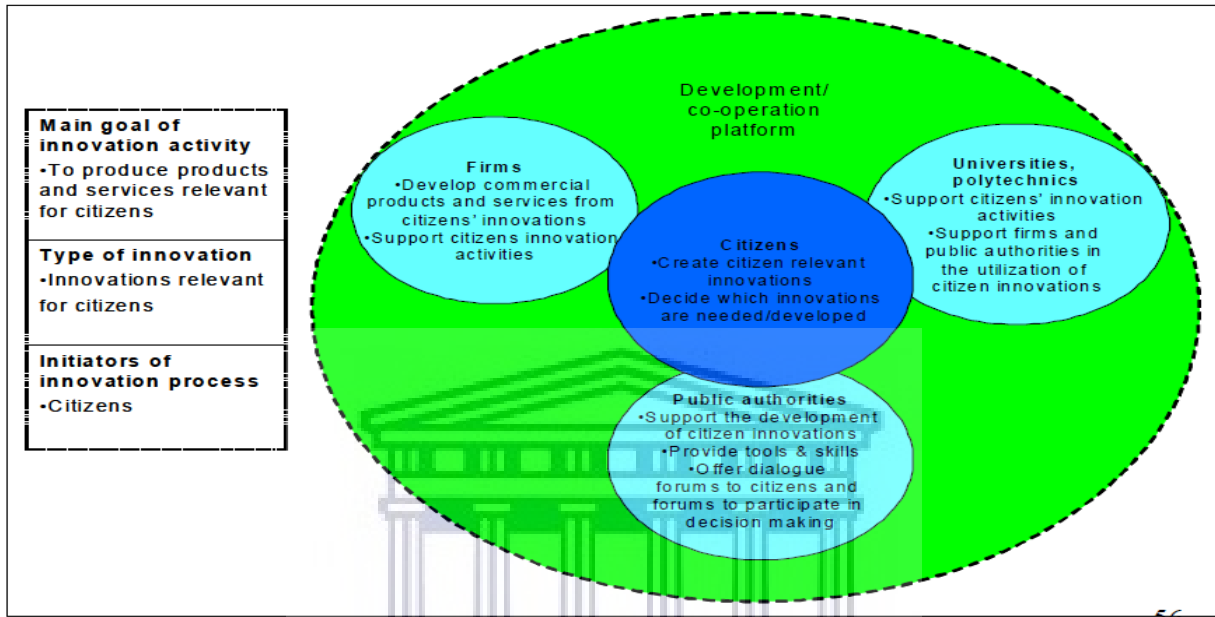 Main goal of
innovation activity
•To produce products
and services relevant
for citizens
Type of innovation
•Innovations relevant
for citizens
Initiators of
innovation process
•Citizens
Development/
co-operation
platform
Firms
•Develop commercial
products and services from
citizens' innovations
•Support citizens innovation
activities
Citizens
•Create citizen relevant
innovations
•Decide which innovations
are needed/developed
Universities,
polytechnics
•Support citizens' innovation
activities
•Support firms and
public authorities in
the utilization of
citizen innovations
Public authorities
•Support the development
of citizen innovations
•Provide tools & skills
•Offer dialogue
forums to citizens and
forums to participate in
decision making